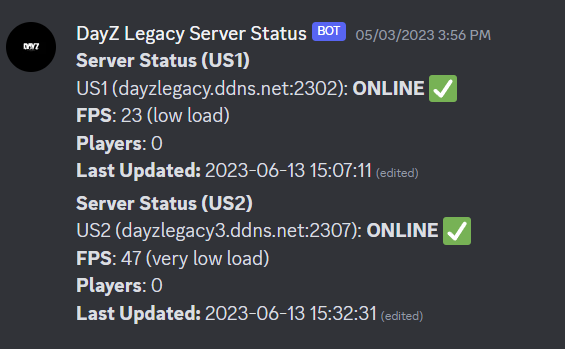 DAYZ
DayZ Legacy Server Status BOT 05/03/2023 3:56 PM
Server Status (US1)
US1 (dayzlegacy.ddns.net:2302): ONLINE ✅
FPS: 23 (low load)
Players: 0
Last Updated: 2023-06-13 15:07:11 (edited)
Server Status (US2)
US2 (dayzlegacy3.ddns.net:2307): ONLINE ✅
FPS: 47 (very low load)
Players: 0
Last Updated: 2023-06-13 15:32:31 (edited)